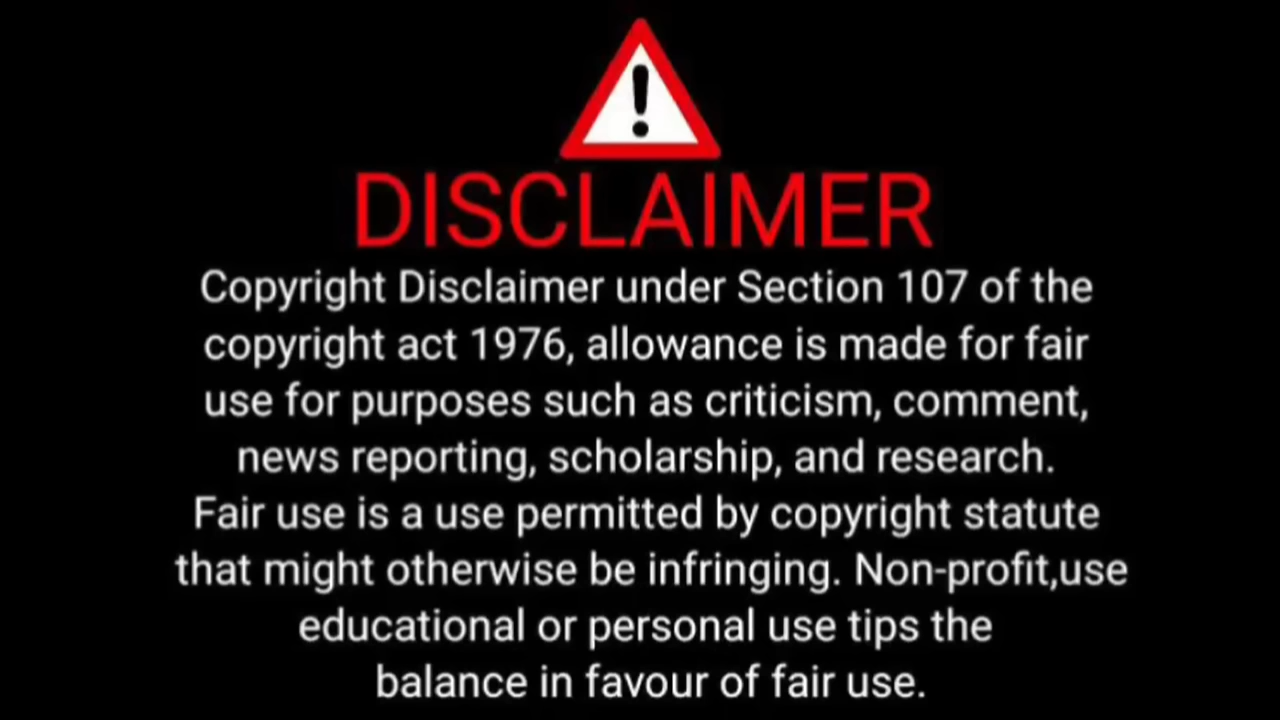 DISCLAIMER
Copyright Disclaimer under Section 107 of the
copyright act 1976, allowance is made for fair
use for purposes such as criticism, comment,
news reporting, scholarship, and research.
Fair use is a use permitted by copyright statute
that might otherwise be infringing. Non-profit,use
educational or personal use tips the
balance in favour of fair use.